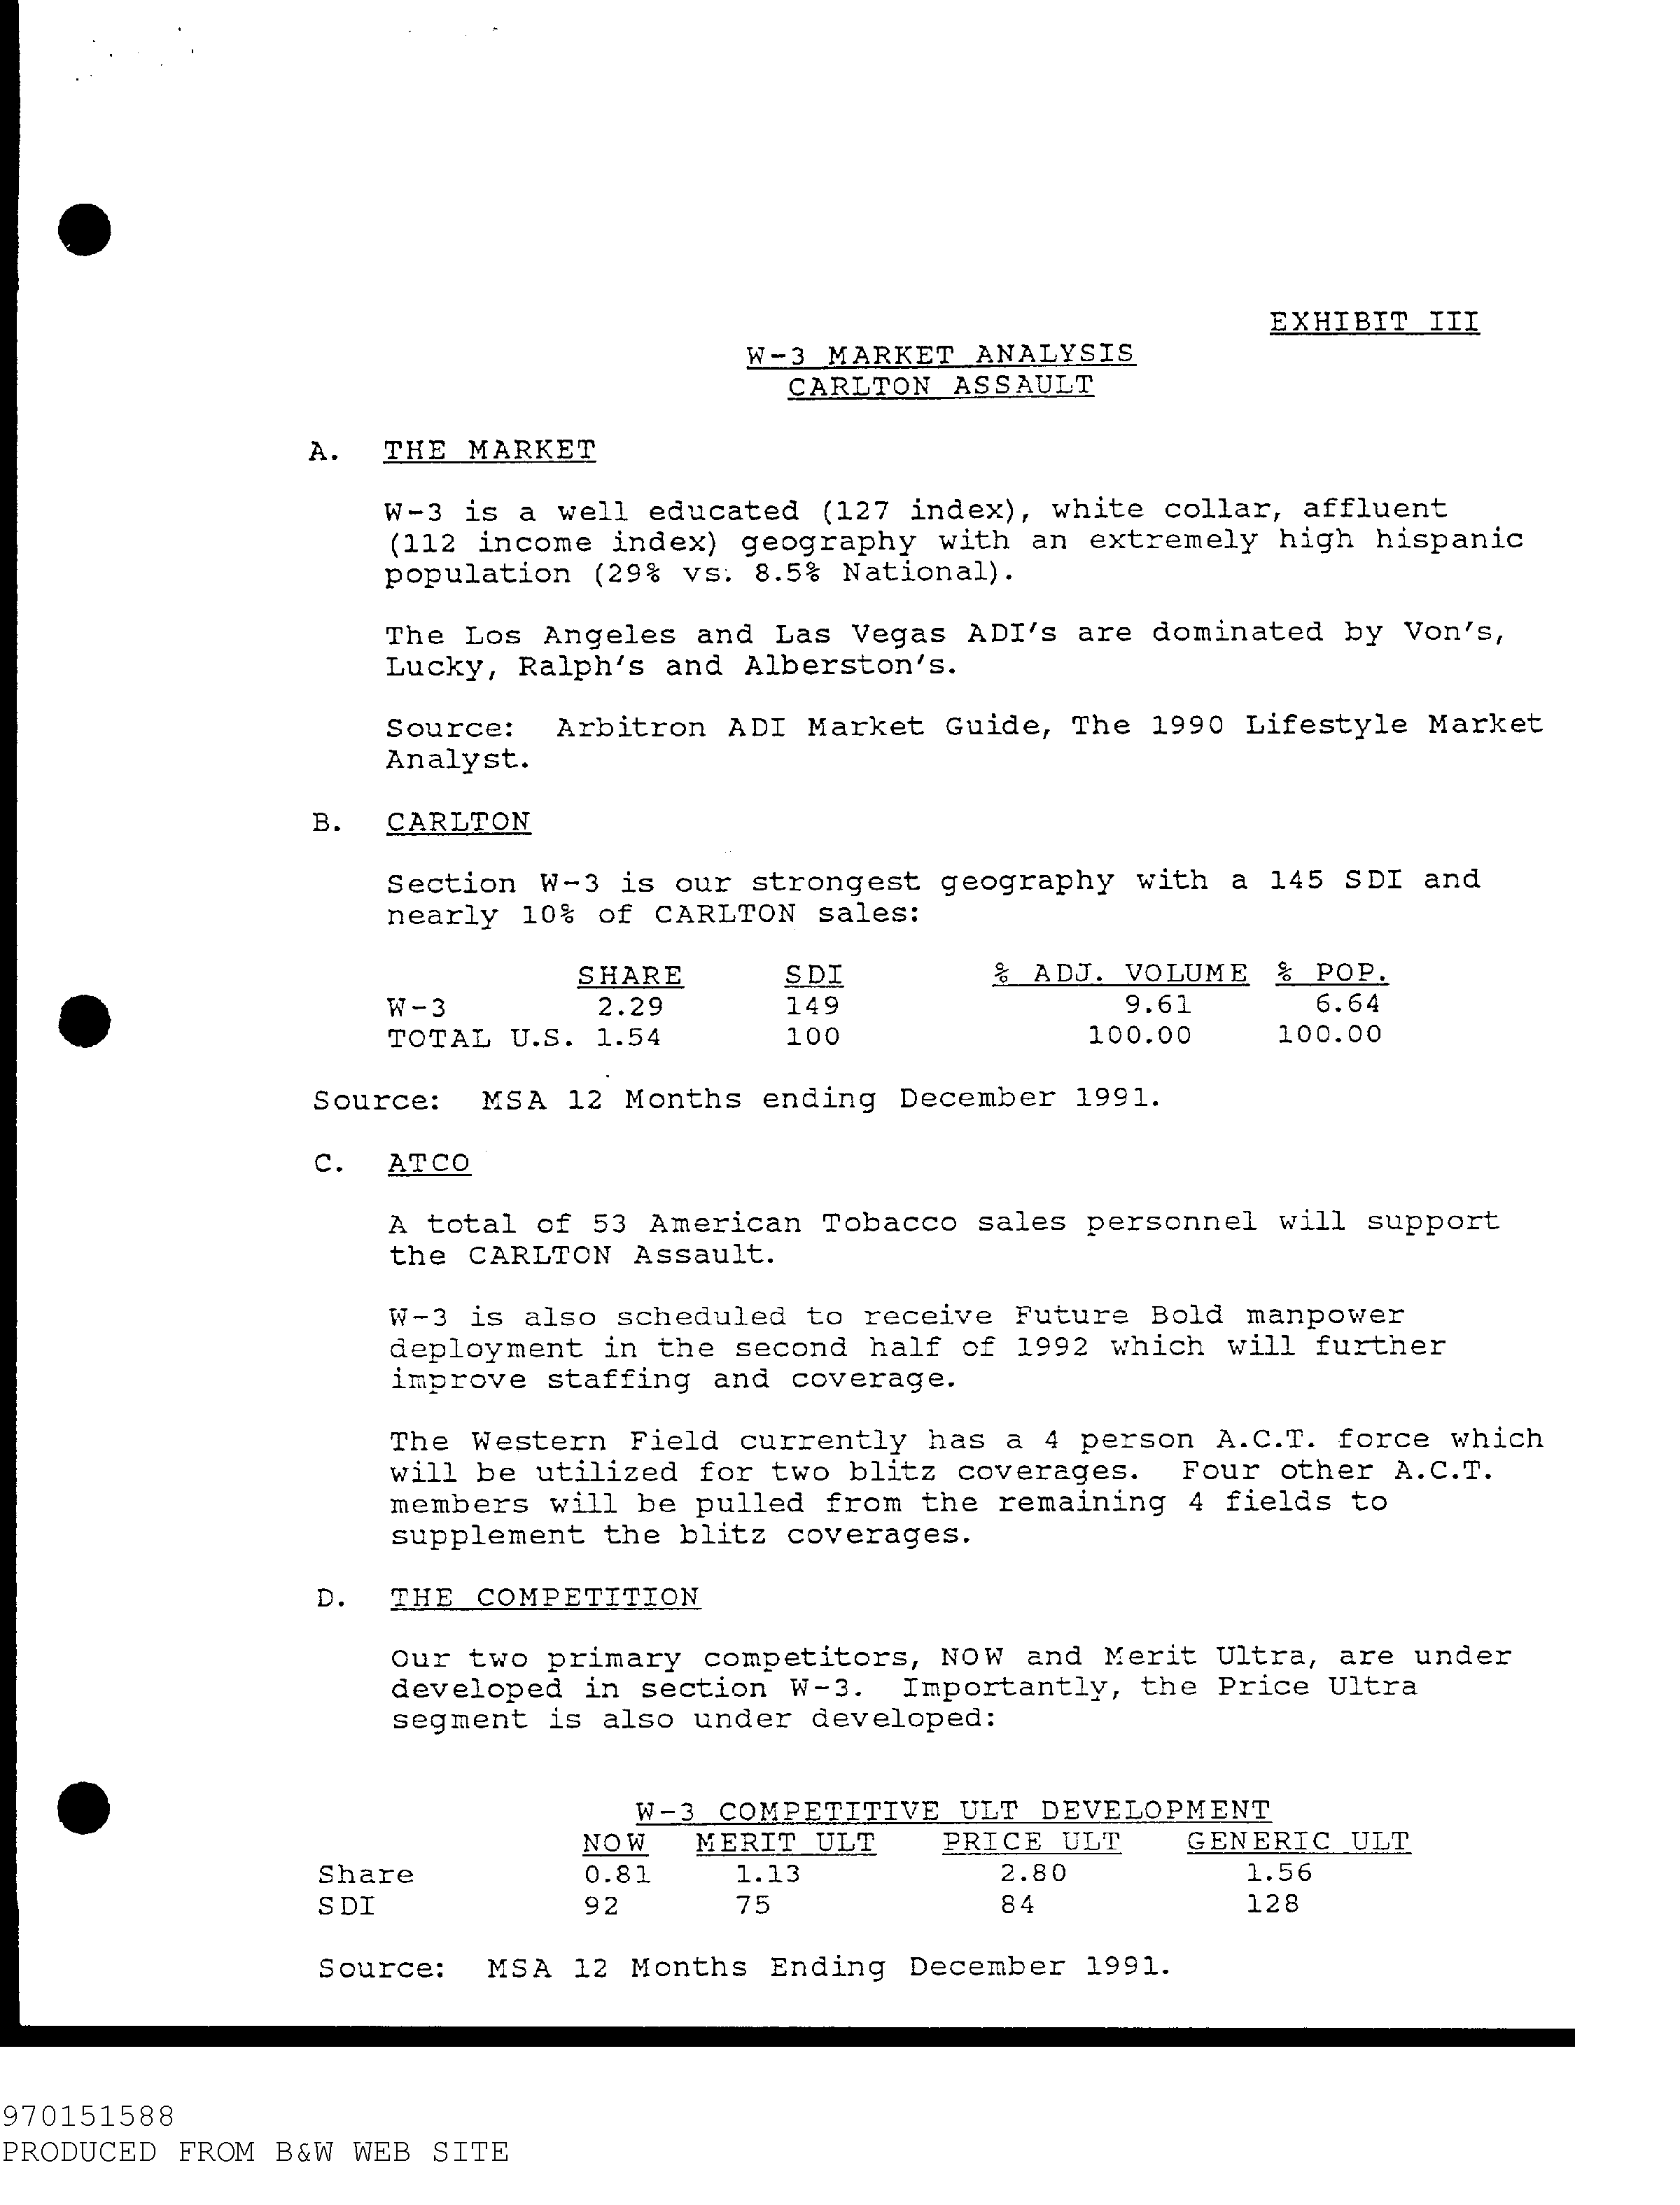 EXHIBIT III
W-3 MARKET ANALYSIS
CARLTON ASSAULT
A. THE MARKET
W-3 is a well educated (127 index), white collar, affluent
(112 income index) geography with an extremely high hispanic
population (29% vs. 8.5% National).
The Los Angeles and Las Vegas ADI's are dominated by Von's,
Lucky, Ralph's and Alberston's.
Source: Arbitron ADI Market Guide, The 1990 Lifestyle Market
Analyst.
B. CARLTON
Section W-3 is our strongest geography with a 145 SDI and
nearly 10% of CARLTON sales:
SHARE SDI % ADJ. VOLUME % POP.
W-3 2.29 149 9.61 6.64
TOTAL U.S. 1.54 100 100.00 100.00
Source: MSA 12 Months ending December 1991.
C. ATCO
A total of 53 American Tobacco sales personnel will support
the CARLTON Assault.
W-3 is also scheduled to receive Future Bold manpower
deployment in the second half of 1992 which will further
improve staffing and coverage.
The Western Field currently has a 4 person A.C.T. force which
will be utilized for two blitz coverages. Four other A.C.T.
members will be pulled from the remaining 4 fields to
supplement the blitz coverages.
D. THE COMPETITION
Our two primary competitors, NOW and Merit Ultra, are under
developed in section W-3. Importantly, the Price Ultra
segment is also under developed:
W-3 COMPETITIVE ULT DEVELOPMENT
NOW MERIT ULT PRICE ULT GENERIC ULT
Share 0.81 1.13 2.80 1.56
SDI 92 75 84 128
Source: MSA 12 Months Ending December 1991.
970151588
PRODUCED FROM B&W WEB SITE